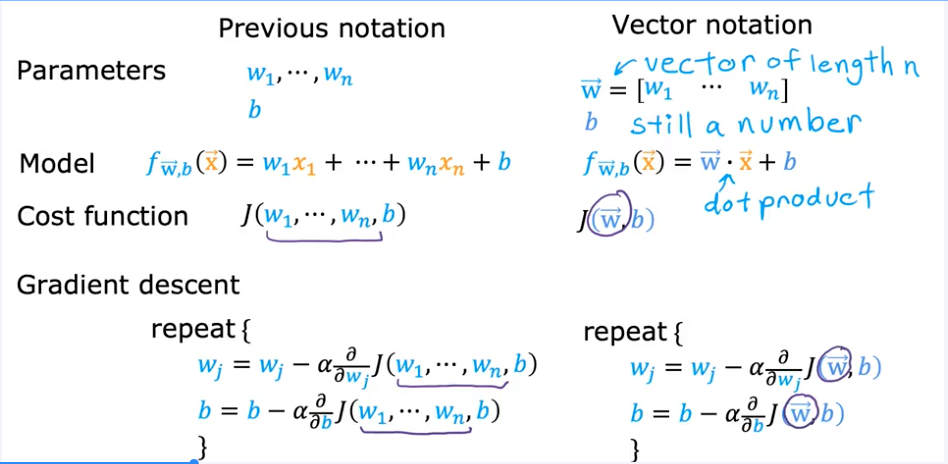 Previous notation Vector notation
Parameters w₁, ⋯, wₙ ↙ vector of length n
w⃗ = [w₁ ⋯ wₙ]
b b still a number
Model f_w⃗,b(x⃗) = w₁x₁ + ⋯ + wₙxₙ + b f_w⃗,b(x⃗) = w⃗ · x⃗ + b
dot product
Cost function J(w₁, ⋯, wₙ, b) J(w⃗, b)
Gradient descent
repeat { repeat {
wⱼ = wⱼ − α ∂/∂wⱼ J(w₁, ⋯, wₙ, b) wⱼ = wⱼ − α ∂/∂wⱼ J(w⃗, b)
b = b − α ∂/∂b J(w₁, ⋯, wₙ, b) b = b − α ∂/∂b J(w⃗, b)
} }